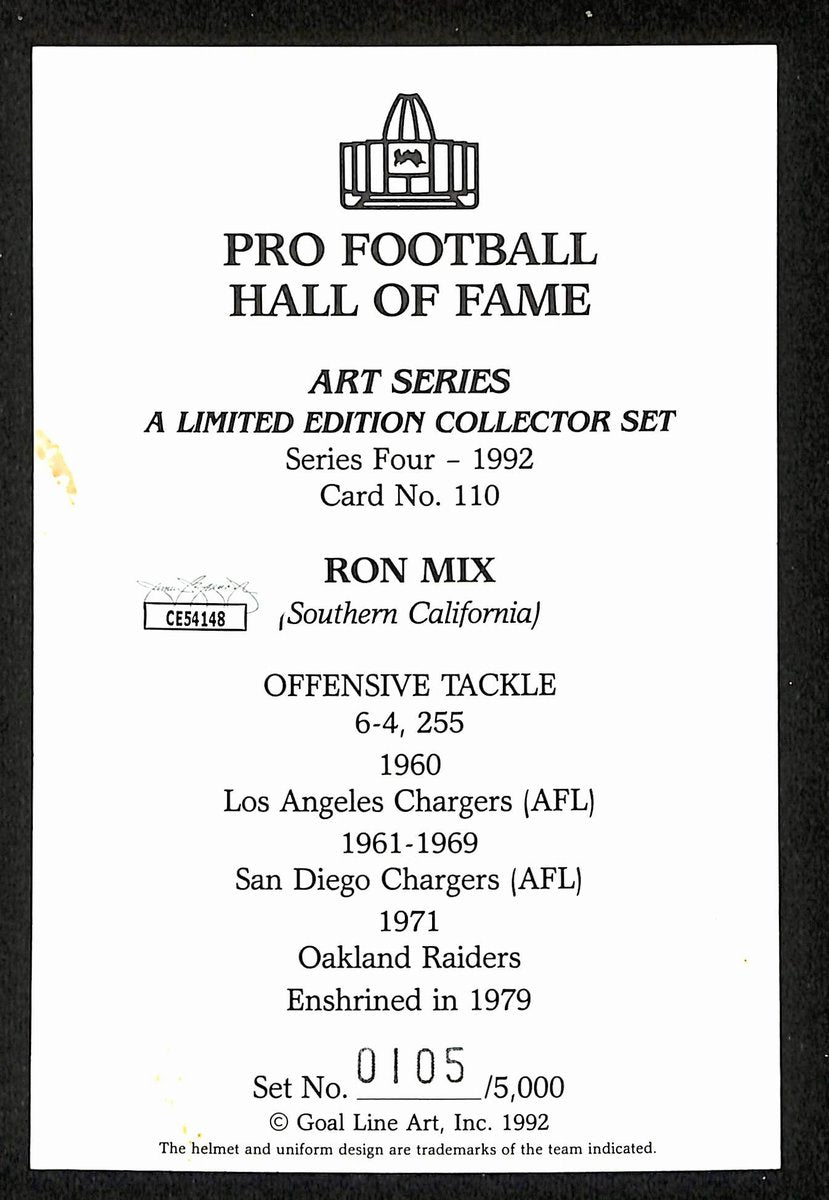 PRO FOOTBALL
HALL OF FAME
ART SERIES
A LIMITED EDITION COLLECTOR SET
Series Four – 1992
Card No. 110
RON MIX
CE54148
(Southern California)
OFFENSIVE TACKLE
6-4, 255
1960
Los Angeles Chargers (AFL)
1961-1969
San Diego Chargers (AFL)
1971
Oakland Raiders
Enshrined in 1979
Set No. 0105 /5,000
© Goal Line Art, Inc. 1992
The helmet and uniform design are trademarks of the team indicated.